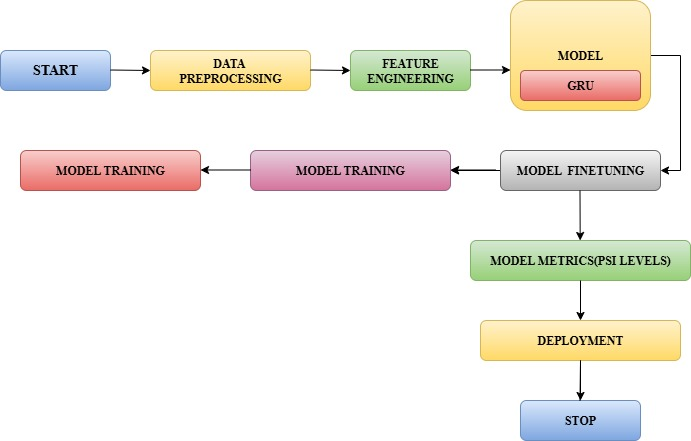 START
DATA
PREPROCESSING
FEATURE
ENGINEERING
MODEL
GRU
MODEL TRAINING
MODEL TRAINING
MODEL  FINETUNING
MODEL METRICS(PSI LEVELS)
DEPLOYMENT
STOP